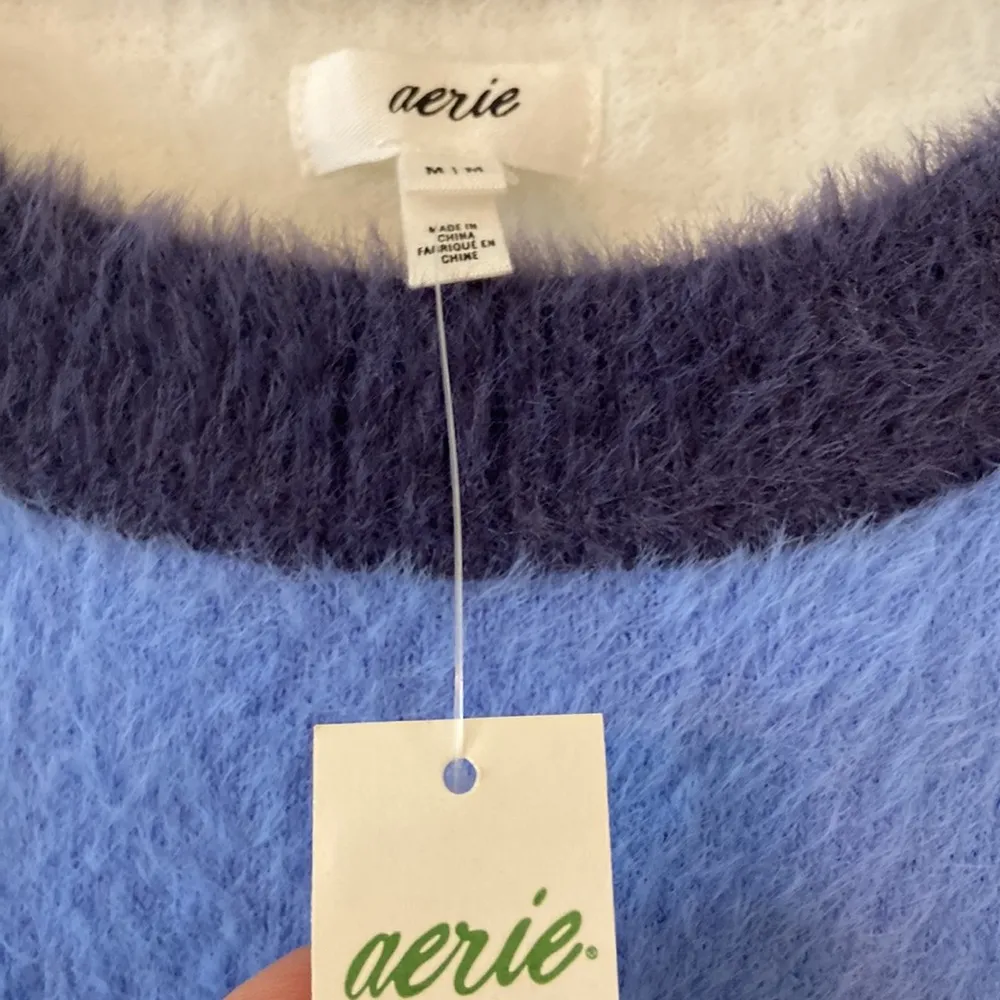 aerie
M | M
MADE IN
CHINA
FABRIQUÉ EN
CHINE
aerie®